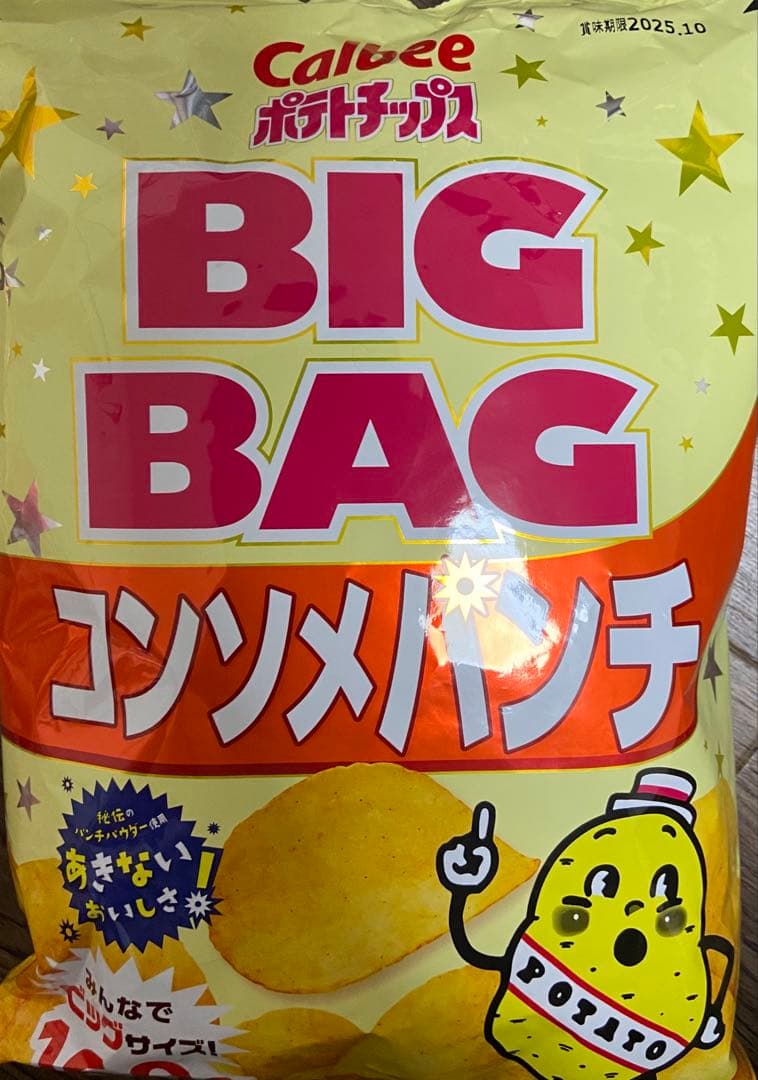 賞味期限2025.10
Calbee
ポテトチップス
BIG
BAG
コンソメパンチ
秘伝の
パンチパウダー使用
あきない
おいしさ!
みんなで
ビッグサイズ!
POTATO